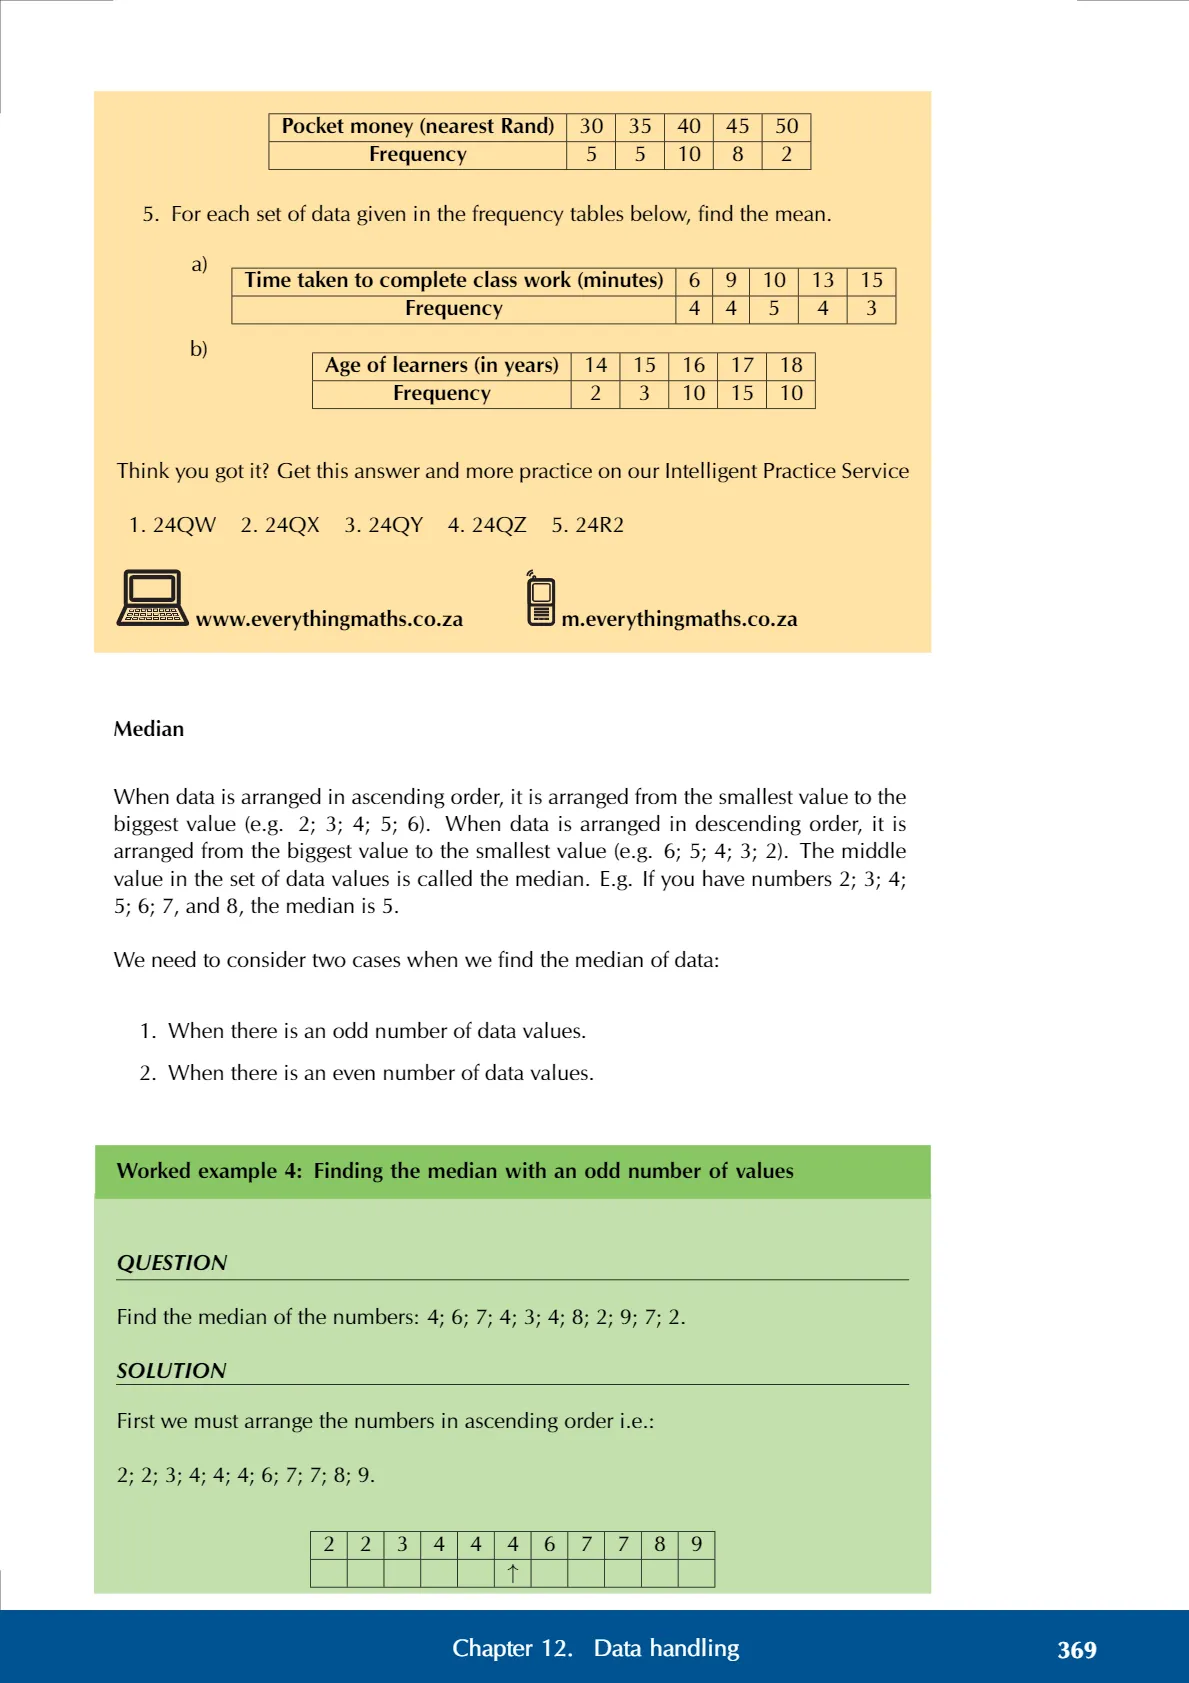 Pocket money (nearest Rand) 30 35 40 45 50
Frequency 5 5 10 8 2
5. For each set of data given in the frequency tables below, find the mean.
a)
Time taken to complete class work (minutes) 6 9 10 13 15
Frequency 4 4 5 4 3
b)
Age of learners (in years) 14 15 16 17 18
Frequency 2 3 10 15 10
Think you got it? Get this answer and more practice on our Intelligent Practice Service
1. 24QW 2. 24QX 3. 24QY 4. 24QZ 5. 24R2
www.everythingmaths.co.za m.everythingmaths.co.za
Median
When data is arranged in ascending order, it is arranged from the smallest value to the
biggest value (e.g. 2; 3; 4; 5; 6). When data is arranged in descending order, it is
arranged from the biggest value to the smallest value (e.g. 6; 5; 4; 3; 2). The middle
value in the set of data values is called the median. E.g. If you have numbers 2; 3; 4;
5; 6; 7, and 8, the median is 5.
We need to consider two cases when we find the median of data:
1. When there is an odd number of data values.
2. When there is an even number of data values.
Worked example 4: Finding the median with an odd number of values
QUESTION
Find the median of the numbers: 4; 6; 7; 4; 3; 4; 8; 2; 9; 7; 2.
SOLUTION
First we must arrange the numbers in ascending order i.e.:
2; 2; 3; 4; 4; 4; 6; 7; 7; 8; 9.
2 2 3 4 4 4 6 7 7 8 9
↑
Chapter 12. Data handling 369